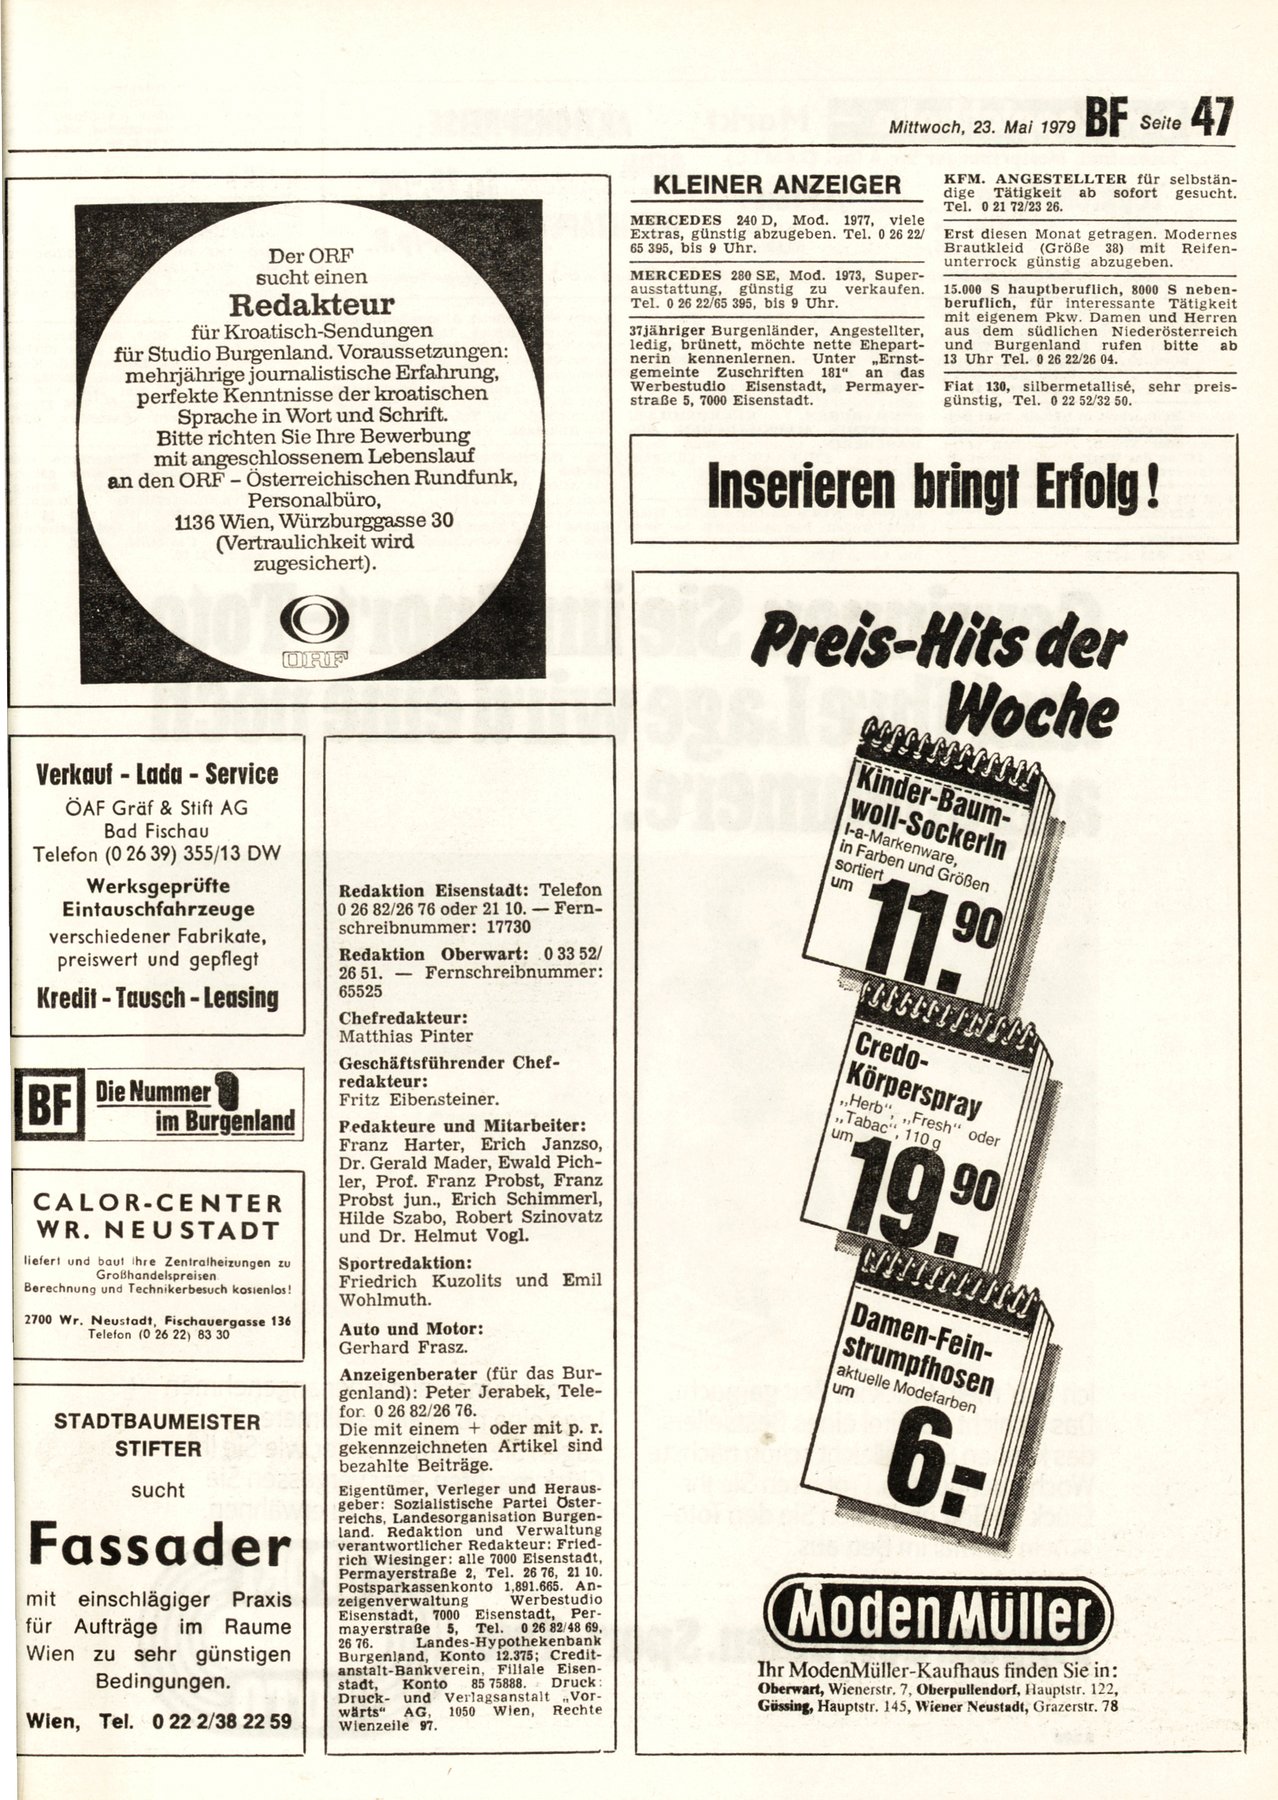 Mittwoch, 23. Mai 1979 BF Seite 47
Der ORF
sucht einen
Redakteur
für Kroatisch-Sendungen
für Studio Burgenland. Voraussetzungen:
mehrjährige journalistische Erfahrung,
perfekte Kenntnisse der kroatischen
Sprache in Wort und Schrift.
Bitte richten Sie Ihre Bewerbung
mit angeschlossenem Lebenslauf
an den ORF – Österreichischen Rundfunk,
Personalbüro,
1136 Wien, Würzburggasse 30
(Vertraulichkeit wird
zugesichert).
ORF
KLEINER ANZEIGER
MERCEDES 240 D, Mod. 1977, viele
Extras, günstig abzugeben. Tel. 0 26 22/
65 395, bis 9 Uhr.
MERCEDES 280 SE, Mod. 1973, Super-
ausstattung, günstig zu verkaufen.
Tel. 0 26 22/65 395, bis 9 Uhr.
37jähriger Burgenländer, Angestellter,
ledig, brünett, möchte nette Ehepart-
nerin kennenlernen. Unter „Ernst-
gemeinte Zuschriften 181" an das
Werbestudio Eisenstadt, Permayer-
straße 5, 7000 Eisenstadt.
KFM. ANGESTELLTER für selbstän-
dige Tätigkeit ab sofort gesucht.
Tel. 0 21 72/23 26.
Erst diesen Monat getragen. Modernes
Brautkleid (Größe 38) mit Reifen-
unterrock günstig abzugeben.
15.000 S hauptberuflich, 8000 S neben-
beruflich, für interessante Tätigkeit
mit eigenem Pkw. Damen und Herren
aus dem südlichen Niederösterreich
und Burgenland rufen bitte ab
13 Uhr Tel. 0 26 22/26 04.
Fiat 130, silbermetallisé, sehr preis-
günstig, Tel. 0 22 52/32 50.
Inserieren bringt Erfolg!
Verkauf - Lada - Service
ÖAF Gräf & Stift AG
Bad Fischau
Telefon (0 26 39) 355/13 DW
Werksgeprüfte
Eintauschfahrzeuge
verschiedener Fabrikate,
preiswert und gepflegt
Kredit - Tausch - Leasing
BF Die Nummer 1
im Burgenland
CALOR-CENTER
WR. NEUSTADT
liefert und baut Ihre Zentralheizungen zu
Großhandelspreisen
Berechnung und Technikerbesuch kostenlos!
2700 Wr. Neustadt, Fischauergasse 136
Telefon (0 26 22) 83 30
STADTBAUMEISTER
STIFTER
sucht
Fassader
mit einschlägiger Praxis
für Aufträge im Raume
Wien zu sehr günstigen
Bedingungen.
Wien, Tel. 0 22 2/38 22 59
Redaktion Eisenstadt: Telefon
0 26 82/26 76 oder 21 10. — Fern-
schreibnummer: 17730
Redaktion Oberwart: 0 33 52/
26 51. — Fernschreibnummer:
65525
Chefredakteur:
Matthias Pinter
Geschäftsführender Chef-
redakteur:
Fritz Eibensteiner.
Redakteure und Mitarbeiter:
Franz Harter, Erich Janzso,
Dr. Gerald Mader, Ewald Pich-
ler, Prof. Franz Probst, Franz
Probst jun., Erich Schimmerl,
Hilde Szabo, Robert Szinovatz
und Dr. Helmut Vogl.
Sportredaktion:
Friedrich Kuzolits und Emil
Wohlmuth.
Auto und Motor:
Gerhard Frasz.
Anzeigenberater (für das Bur-
genland): Peter Jerabek, Tele-
fon 0 26 82/26 76.
Die mit einem + oder mit p. r.
gekennzeichneten Artikel sind
bezahlte Beiträge.
Eigentümer, Verleger und Heraus-
geber: Sozialistische Partei Öster-
reichs, Landesorganisation Burgen-
land. Redaktion und Verwaltung
verantwortlicher Redakteur: Fried-
rich Wiesinger: alle 7000 Eisenstadt,
Permayerstraße 2, Tel. 26 76, 21 10.
Postsparkassenkonto 1,891.665. An-
zeigenverwaltung Werbestudio
Eisenstadt, 7000 Eisenstadt, Per-
mayerstraße 5, Tel. 0 26 82/48 69,
26 76. Landes-Hypothekenbank
Burgenland, Konto 12.375; Credit-
anstalt-Bankverein, Filiale Eisen-
stadt, Konto 85 75888. Druck:
Druck- und Verlagsanstalt „Vor-
wärts" AG, 1050 Wien, Rechte
Wienzeile 97.
Preis-Hits der
Woche
Kinder-Baum-
woll-Sockerln
I-a-Markenware,
in Farben und Größen
sortiert
um
11.90
Credo-
Körperspray
„Herb", „Fresh" oder
„Tabac", 110 g
um
19.90
Damen-Fein-
strumpfhosen
aktuelle Modefarben
um
6.-
ModenMüller
Ihr ModenMüller-Kaufhaus finden Sie in:
Oberwart, Wienerstr. 7, Oberpullendorf, Hauptstr. 122,
Güssing, Hauptstr. 145, Wiener Neustadt, Grazerstr. 78